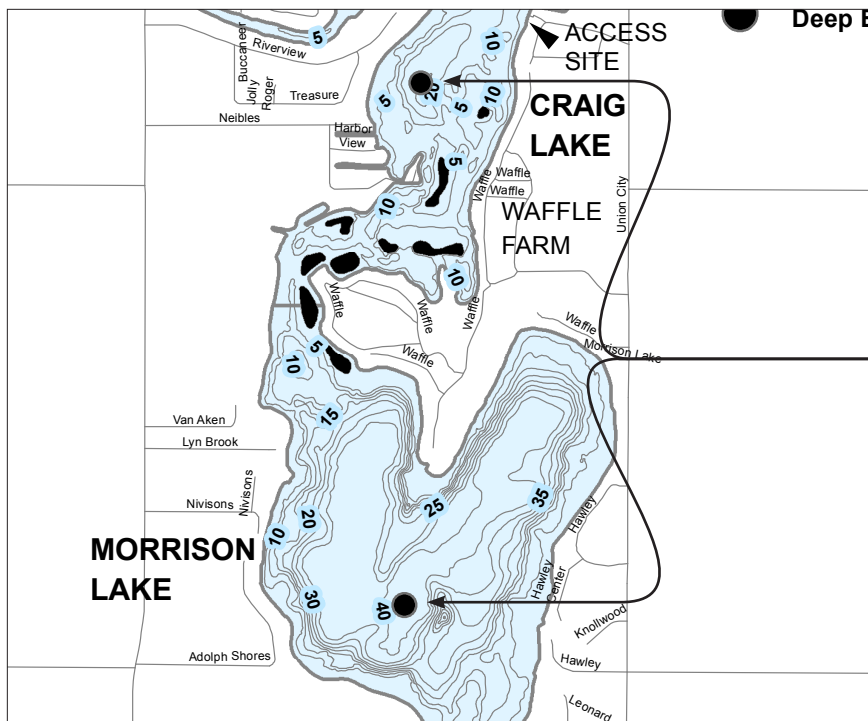 Deep B
ACCESS
SITE
5
10
Buccaneer
Riverview
Jolly
Roger
Treasure
Neibles
Harbor
View
5
20
5
10
CRAIG
LAKE
5
Waffle
Waffle
Waffle
Union City
10
WAFFLE
FARM
10
Waffle
Waffle
Waffle
Waffle
Waffle
Morrison Lake
5
10
15
Van Aken
Lyn Brook
Nivisons
Nivisons
20
10
25
35
Hawley
MORRISON
LAKE
30
40
Hawley
Center
Knollwood
Adolph Shores
Hawley
Leonard